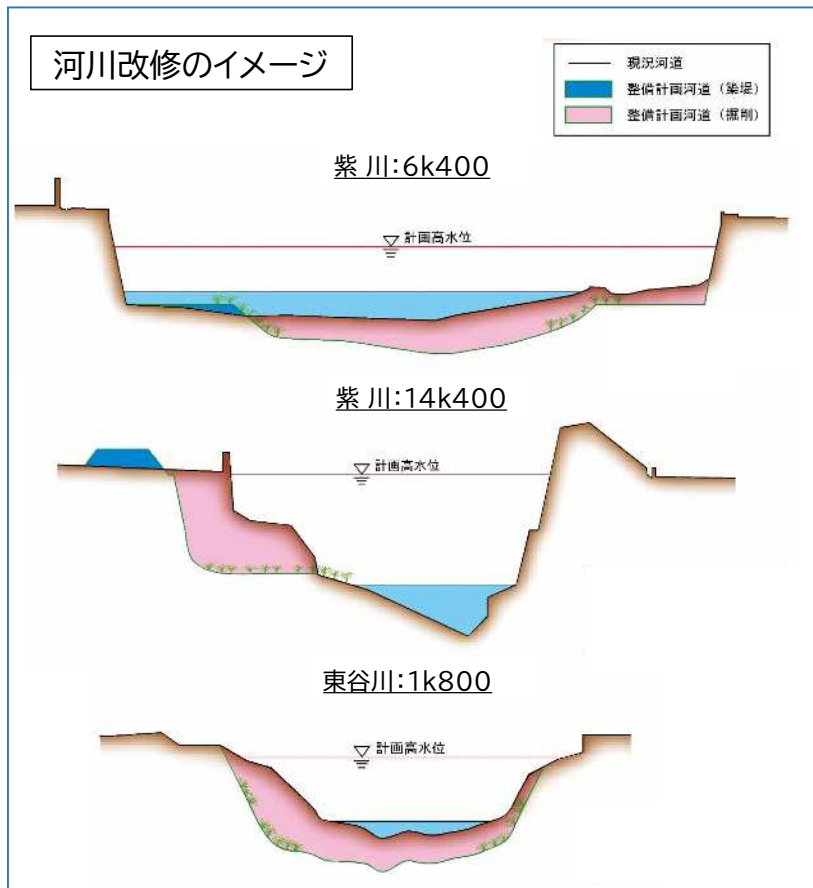 河川改修のイメージ
現況河道
整備計画河道（築堤）
整備計画河道（掘削）
紫 川：6k400
計画高水位
紫 川：14k400
計画高水位
東谷川：1k800
計画高水位